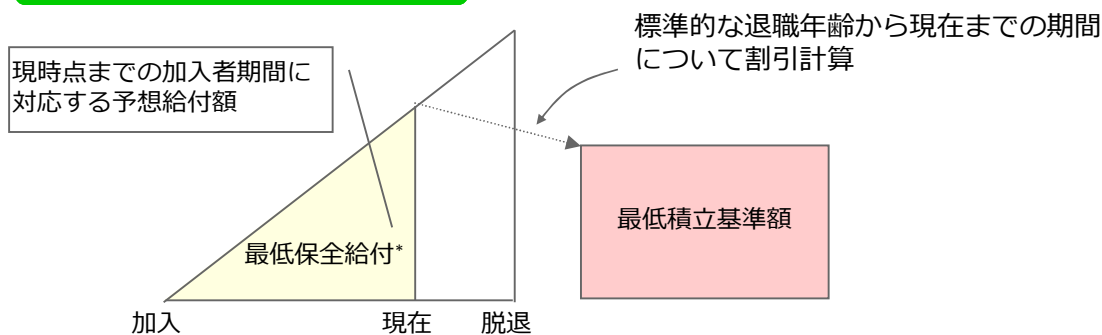 標準的な退職年齢から現在までの期間
について割引計算
現時点までの加入者期間に
対応する予想給付額
最低積立基準額
最低保全給付*
加入
現在
脱退